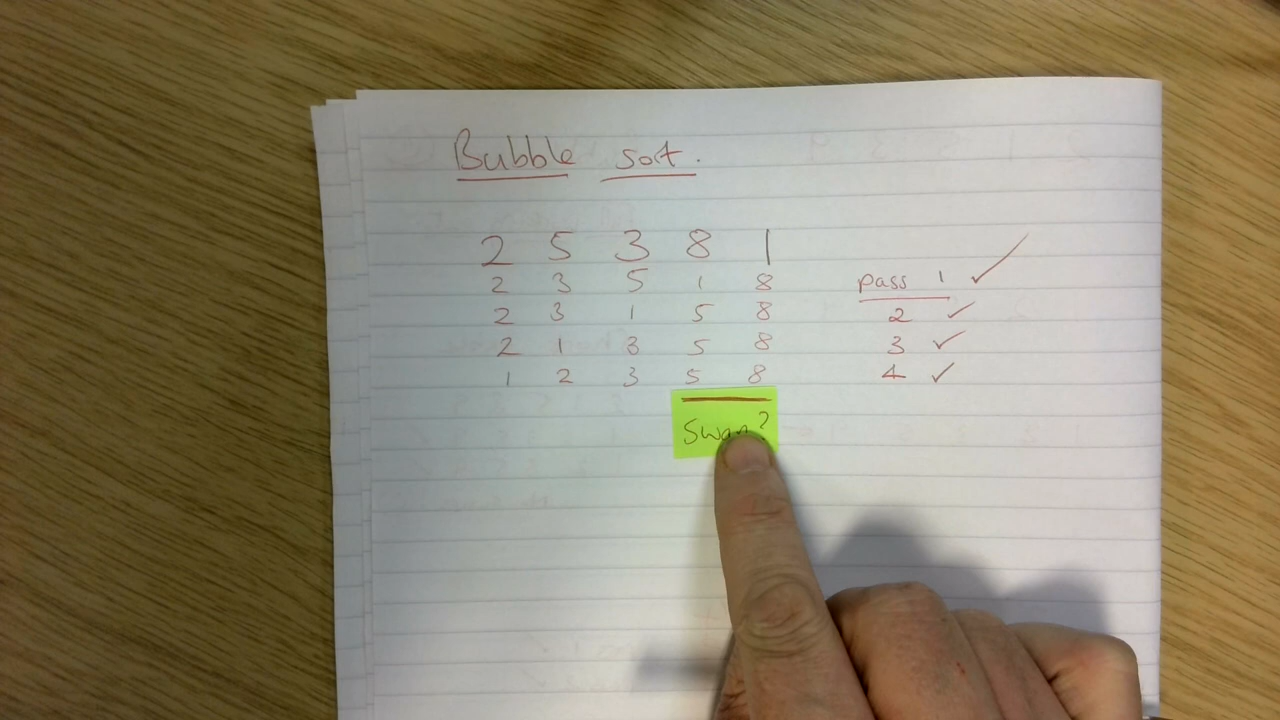 Bubble sort.
2 5 3 8 1
2 3 5 1 8 pass 1 ✓
2 3 1 5 8 2 ✓
2 1 3 5 8 3 ✓
1 2 3 5 8 4 ✓
Swap?